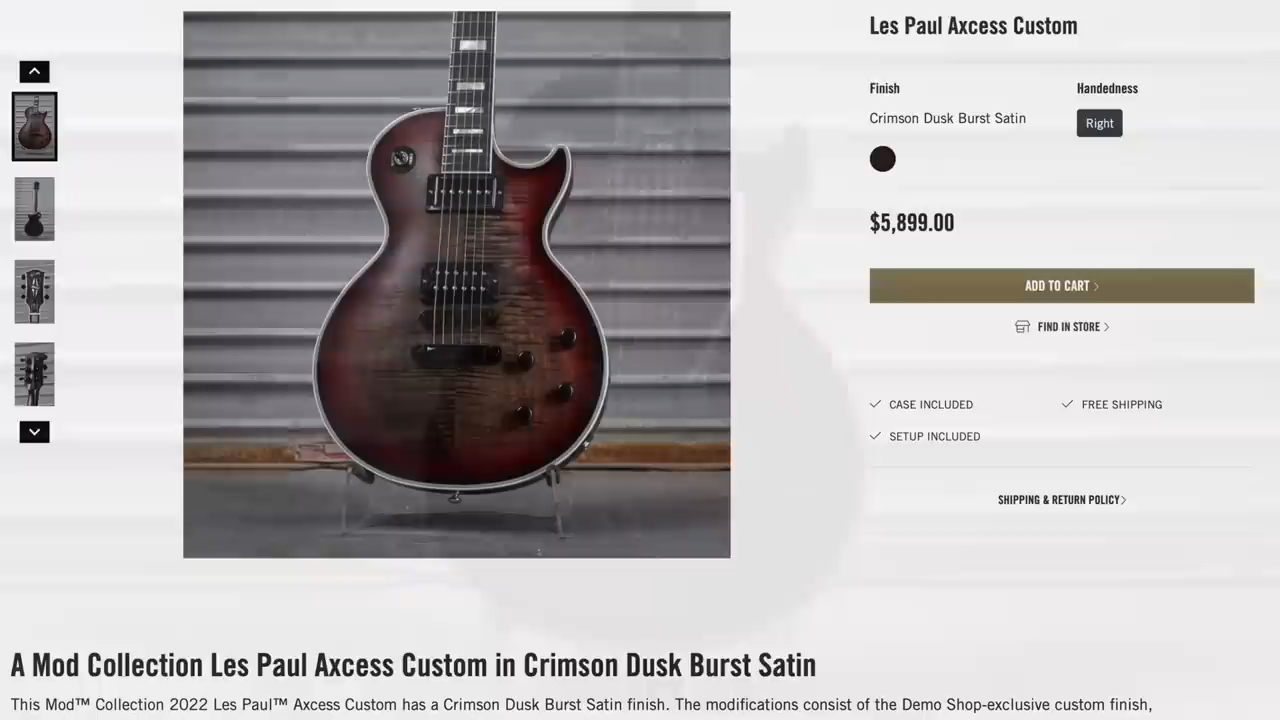 Les Paul Axcess Custom
Finish
Handedness
Crimson Dusk Burst Satin
Right
$5,899.00
ADD TO CART
FIND IN STORE
CASE INCLUDED
FREE SHIPPING
SETUP INCLUDED
SHIPPING & RETURN POLICY
A Mod Collection Les Paul Axcess Custom in Crimson Dusk Burst Satin
This Mod™ Collection 2022 Les Paul™ Axcess Custom has a Crimson Dusk Burst Satin finish. The modifications consist of the Demo Shop-exclusive custom finish,